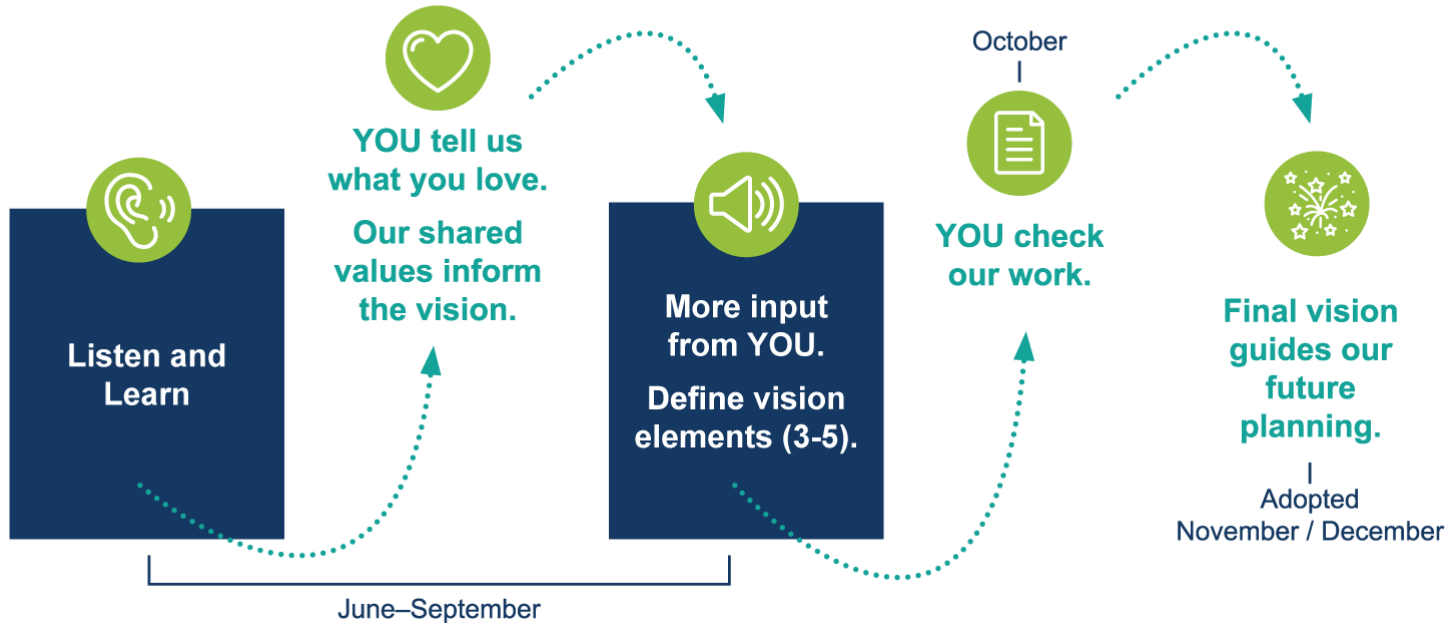 Listen and
Learn
YOU tell us
what you love.
Our shared
values inform
the vision.
More input
from YOU.
Define vision
elements (3-5).
June–September
October
YOU check
our work.
Final vision
guides our
future
planning.
Adopted
November / December